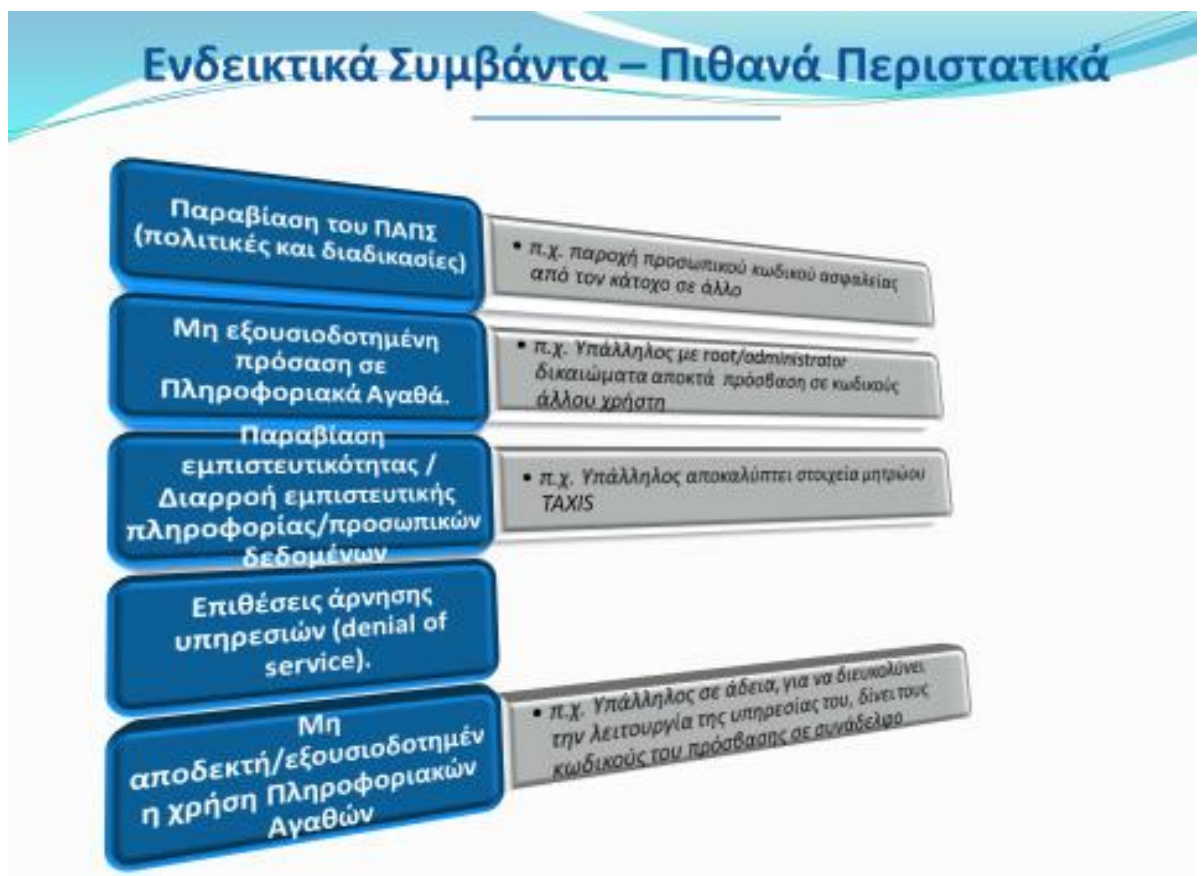 Ενδεικτικά Συμβάντα – Πιθανά Περιστατικά
Παραβίαση του ΠΑΠΣ
(πολιτικές και διαδικασίες)
• π.χ. παροχή προσωπικού κωδικού ασφαλείας
από τον κάτοχο σε άλλο
Μη εξουσιοδοτημένη
πρόσαση σε
Πληροφοριακά Αγαθά.
• π.χ. Υπάλληλος με root/administrator
δικαιώματα αποκτά πρόσβαση σε κωδικούς
άλλου χρήστη
Παραβίαση
εμπιστευτικότητας /
Διαρροή εμπιστευτικής
πληροφορίας/προσωπικών
δεδομένων
• π.χ. Υπάλληλος αποκαλύπτει στοιχεία μητρώου
TAXIS
Επιθέσεις άρνησης
υπηρεσιών (denial of
service).
Μη
αποδεκτή/εξουσιοδοτημέν
η χρήση Πληροφοριακών
Αγαθών
• π.χ. Υπάλληλος σε άδεια, για να διευκολύνει
την λειτουργία της υπηρεσίας του, δίνει τους
κωδικούς του πρόσβασης σε συνάδελφο